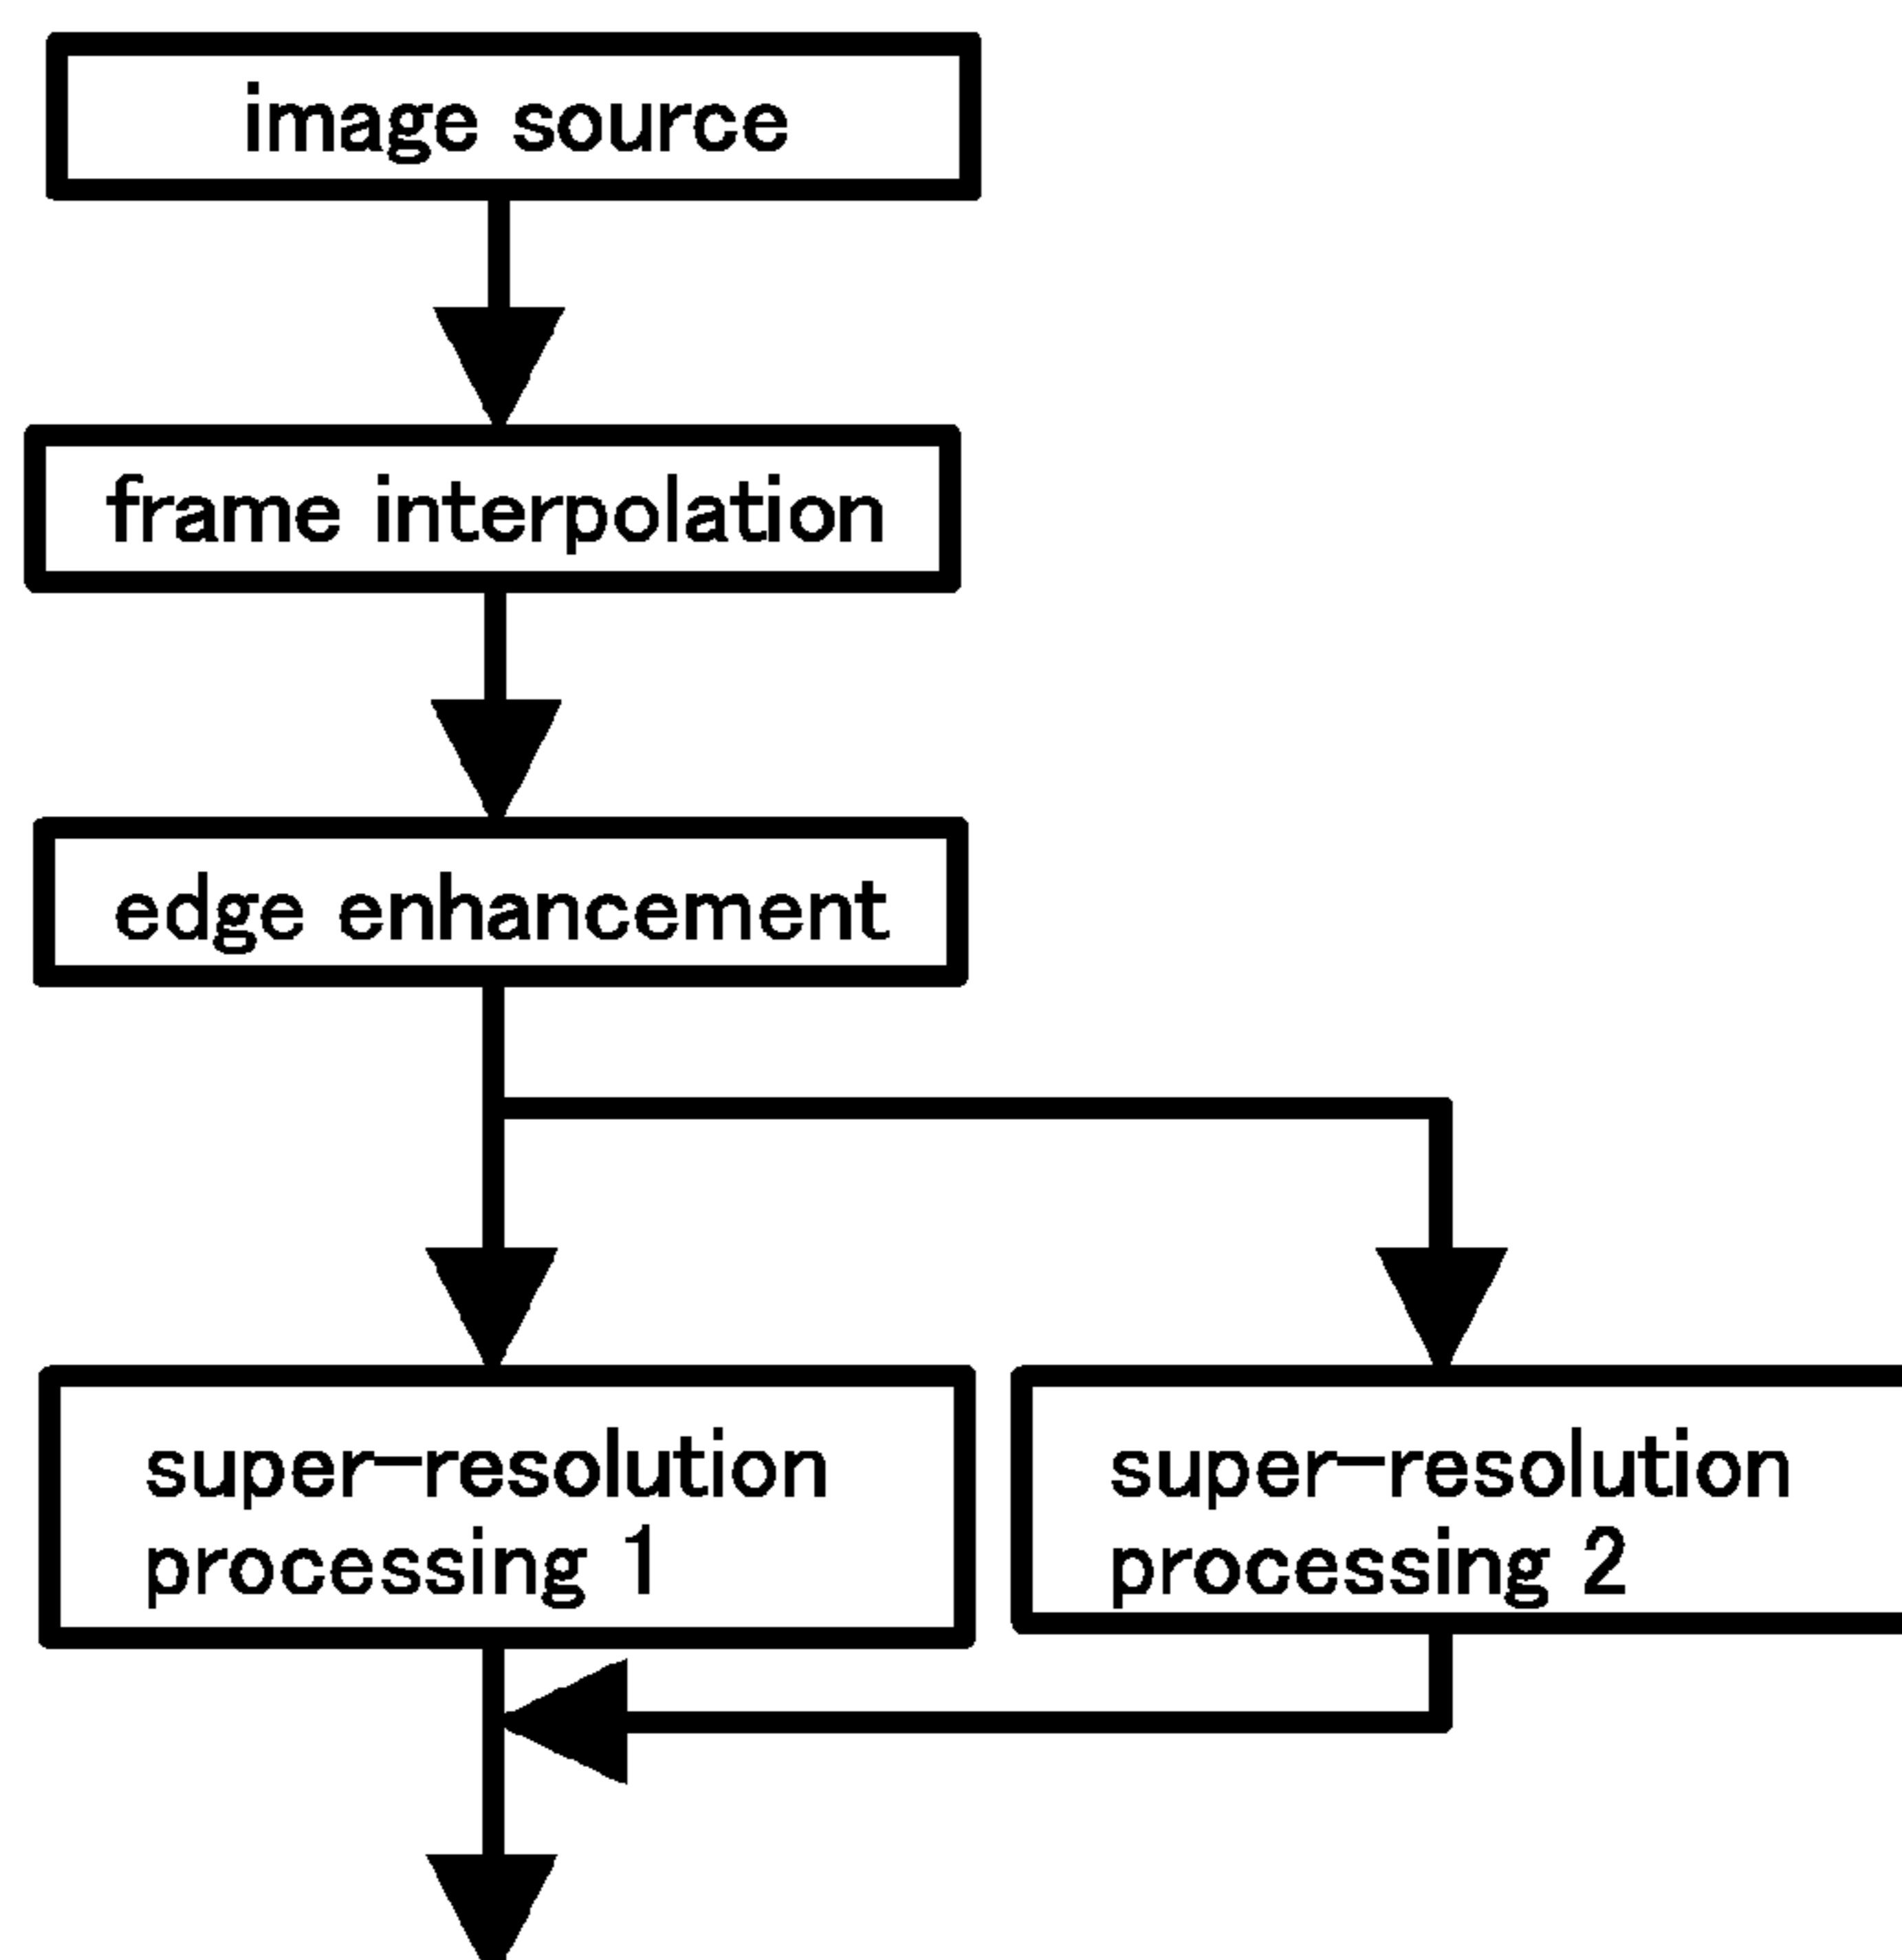 image source
frame interpolation
edge enhancement
super-resolution
processing 1
super-resolution
processing 2